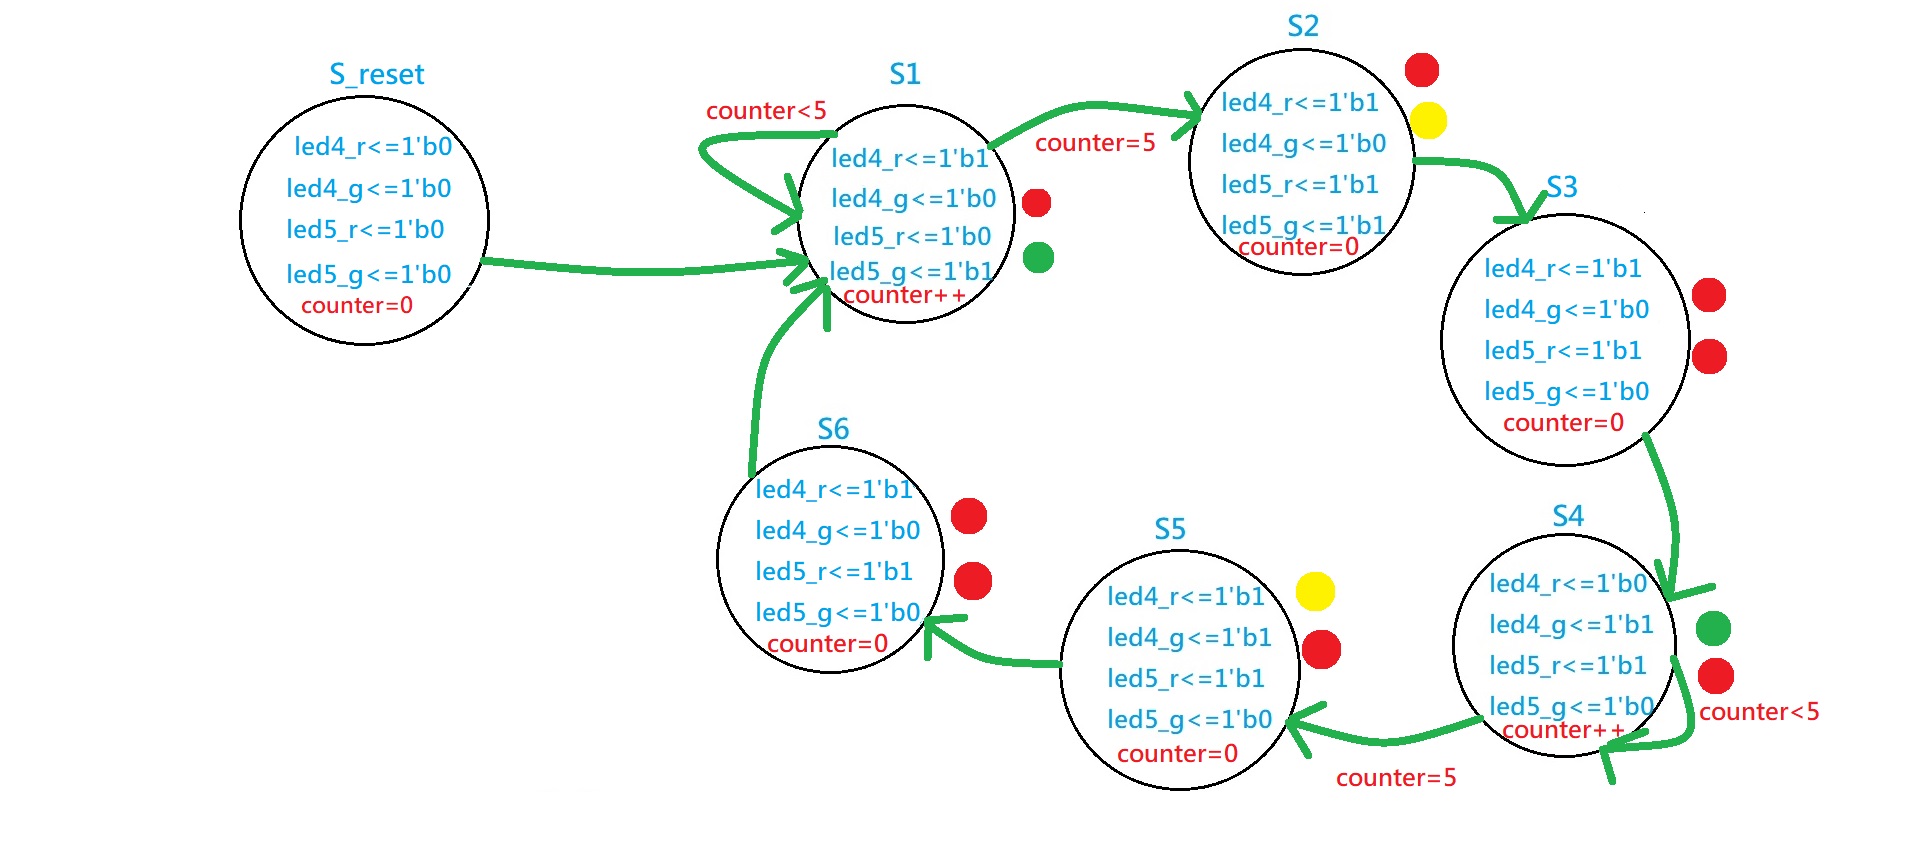 S_reset
led4_r<=1'b0
led4_g<=1'b0
led5_r<=1'b0
led5_g<=1'b0
counter=0
S1
counter<5
led4_r<=1'b1
led4_g<=1'b0
led5_r<=1'b0
led5_g<=1'b1
counter++
counter=5
S2
led4_r<=1'b1
led4_g<=1'b0
led5_r<=1'b1
led5_g<=1'b1
counter=0
S3
led4_r<=1'b1
led4_g<=1'b0
led5_r<=1'b1
led5_g<=1'b0
counter=0
S4
led4_r<=1'b0
led4_g<=1'b1
led5_r<=1'b1
led5_g<=1'b0
counter++
counter<5
counter=5
S5
led4_r<=1'b1
led4_g<=1'b1
led5_r<=1'b1
led5_g<=1'b0
counter=0
S6
led4_r<=1'b1
led4_g<=1'b0
led5_r<=1'b1
led5_g<=1'b0
counter=0